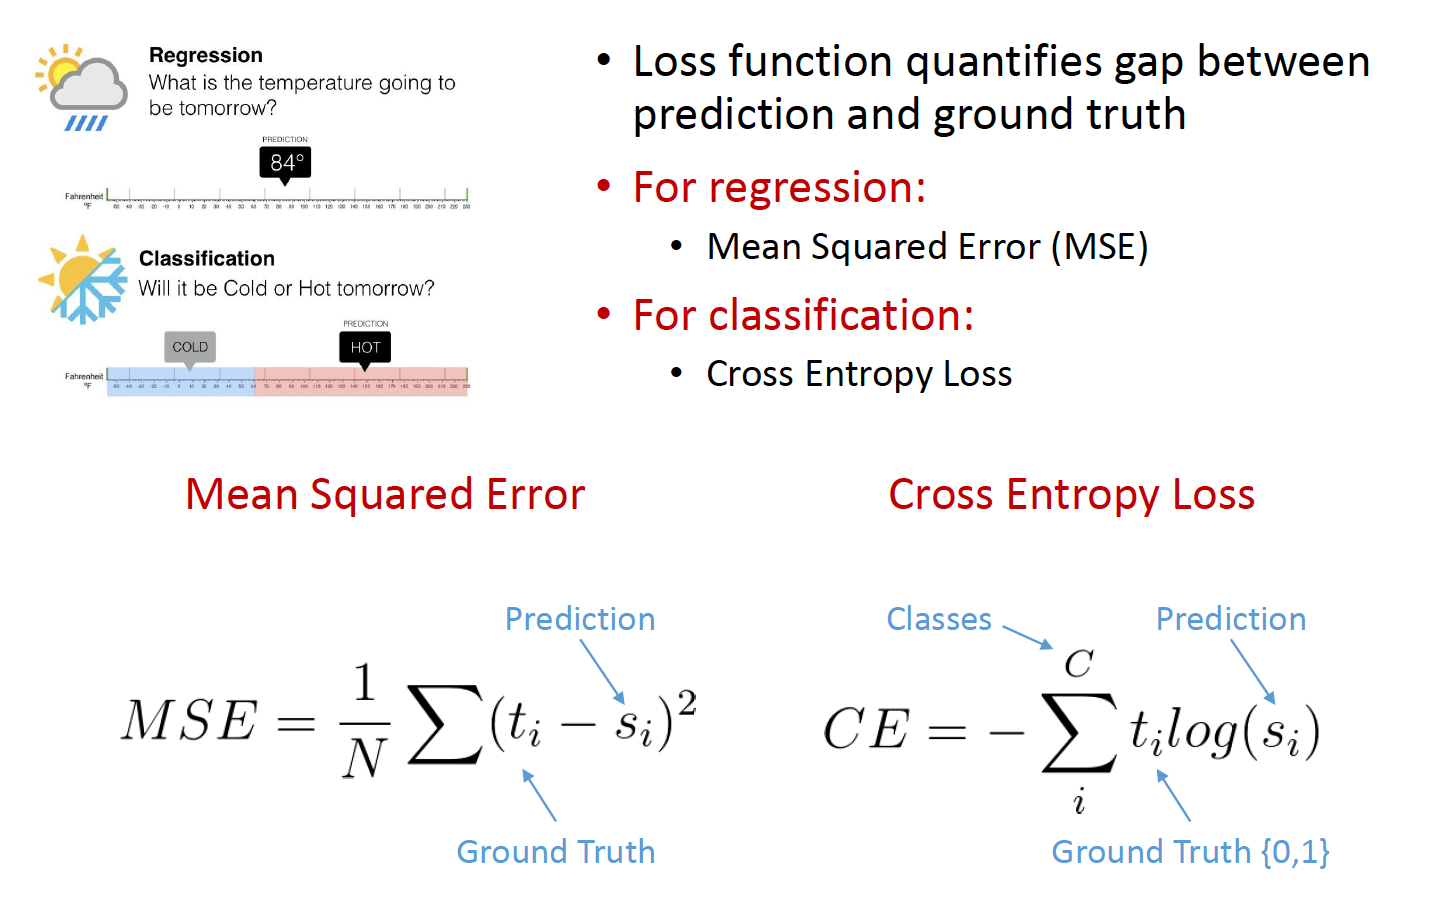 Regression
What is the temperature going to
be tomorrow?
PREDICTION
84°
Fahrenheit
°F
Classification
Will it be Cold or Hot tomorrow?
PREDICTION
COLD
HOT
Fahrenheit
°F
• Loss function quantifies gap between
prediction and ground truth
• For regression:
• Mean Squared Error (MSE)
• For classification:
• Cross Entropy Loss
Mean Squared Error
Prediction
MSE = \frac{1}{N} \sum (t_i - s_i)^2
Ground Truth
Cross Entropy Loss
Classes
Prediction
CE = -\sum_{i}^{C} t_i log(s_i)
Ground Truth {0,1}